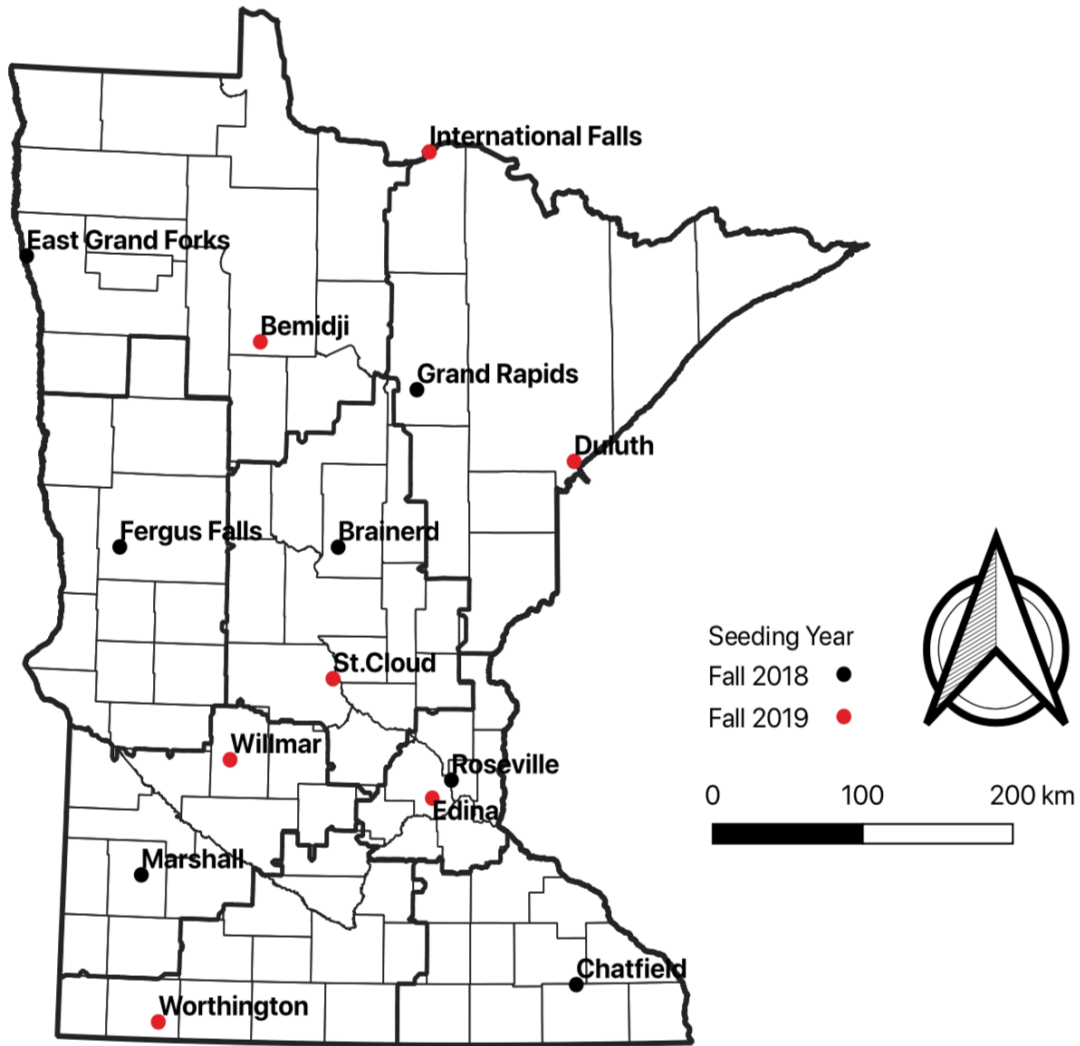 International Falls
East Grand Forks
Bemidji
Grand Rapids
Duluth
Fergus Falls
Brainerd
Seeding Year
St.Cloud
Fall 2018
Fall 2019
Willmar
Roseville
0 100 200 km
Edina
Marshall
Chatfield
Worthington